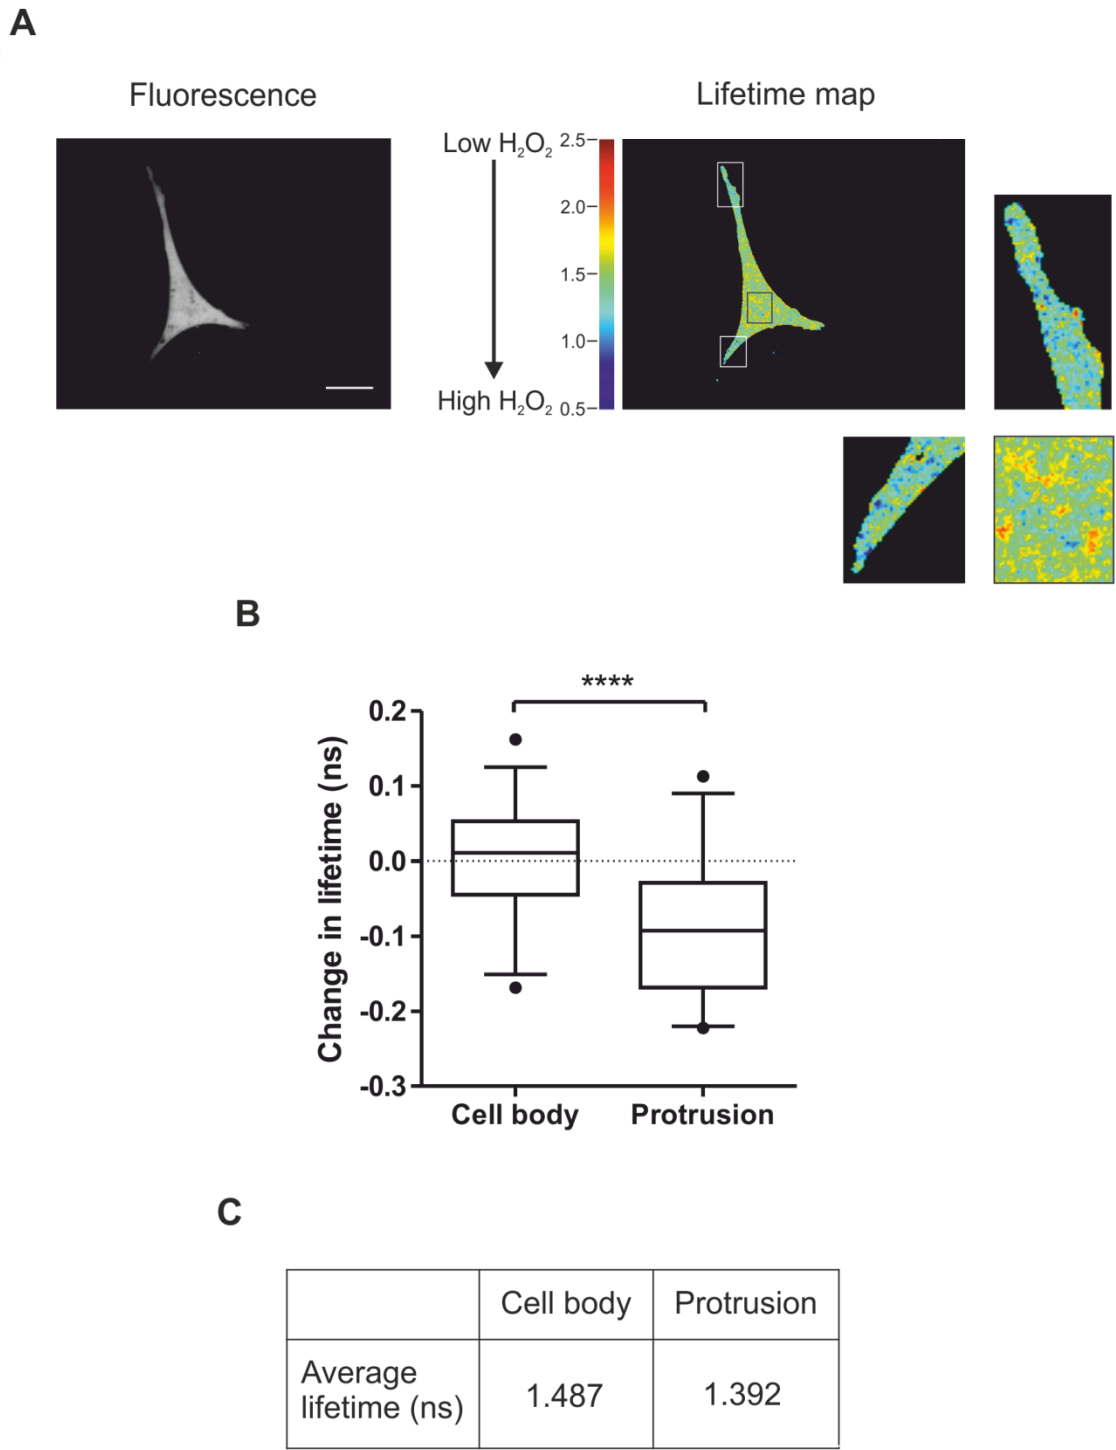 A
Fluorescence
Lifetime map
Low H₂O₂
High H₂O₂
2.5
2.0
1.5
1.0
0.5
B
****
Change in lifetime (ns)
0.2
0.1
0.0
-0.1
-0.2
-0.3
Cell body Protrusion
C
Cell body Protrusion
Average
lifetime (ns) 1.487 1.392